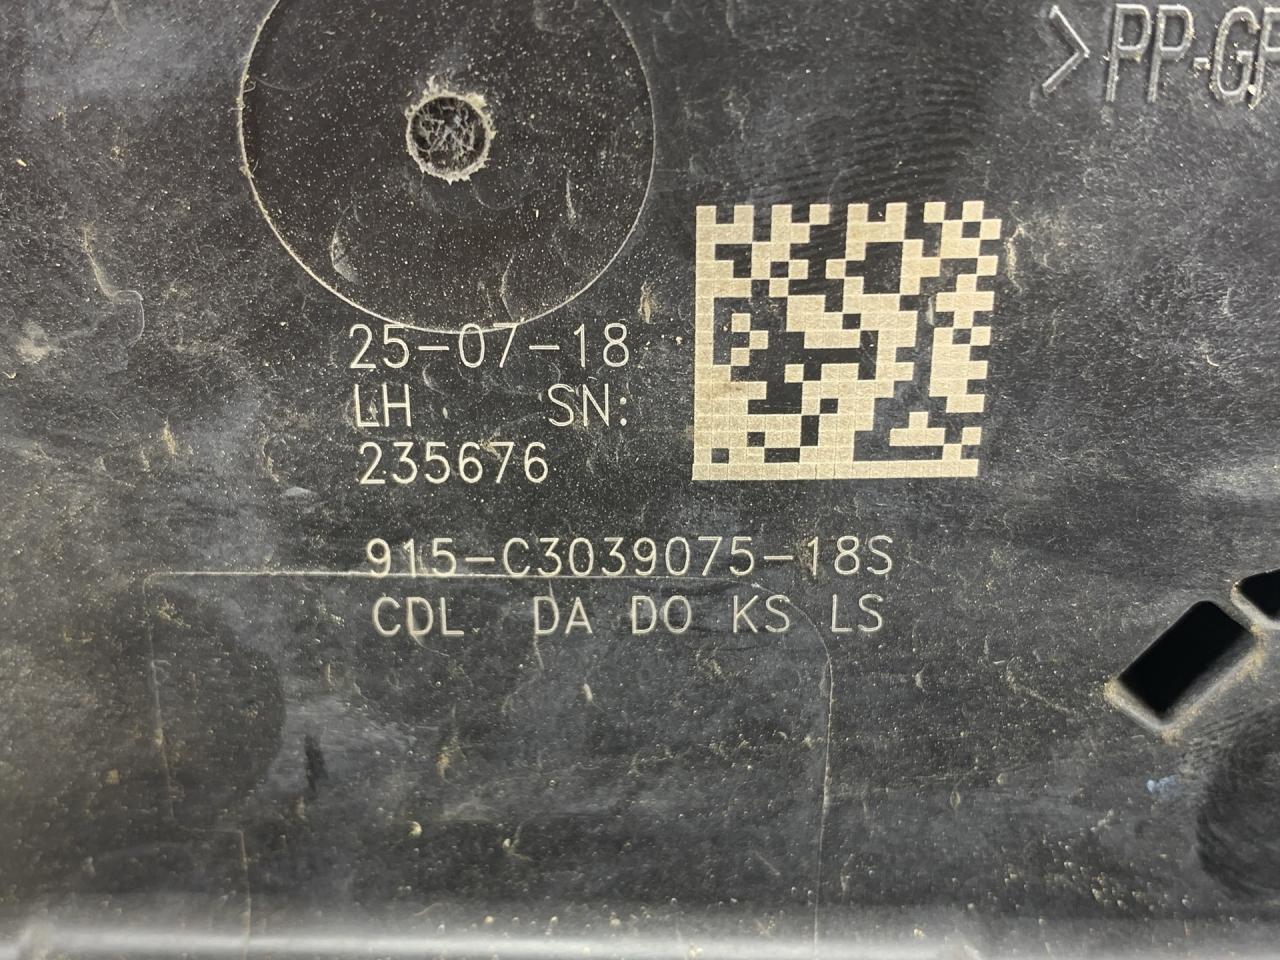 >PP-GF
25-07-18
LH SN:
235676
915-C3039075-18S
CDL DA DO KS LS